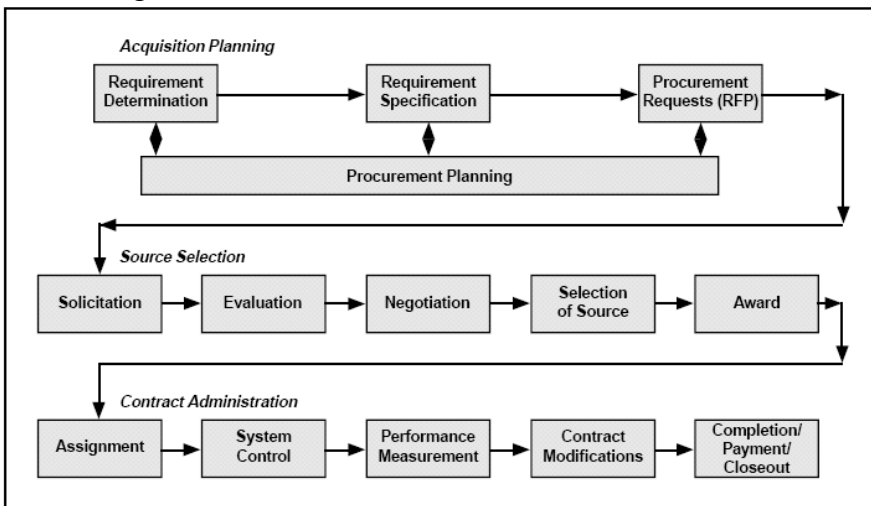 Acquisition Planning
Requirement
Determination
Requirement
Specification
Procurement
Requests (RFP)
Procurement Planning
Source Selection
Solicitation
Evaluation
Negotiation
Selection
of Source
Award
Contract Administration
Assignment
System
Control
Performance
Measurement
Contract
Modifications
Completion/
Payment/
Closeout